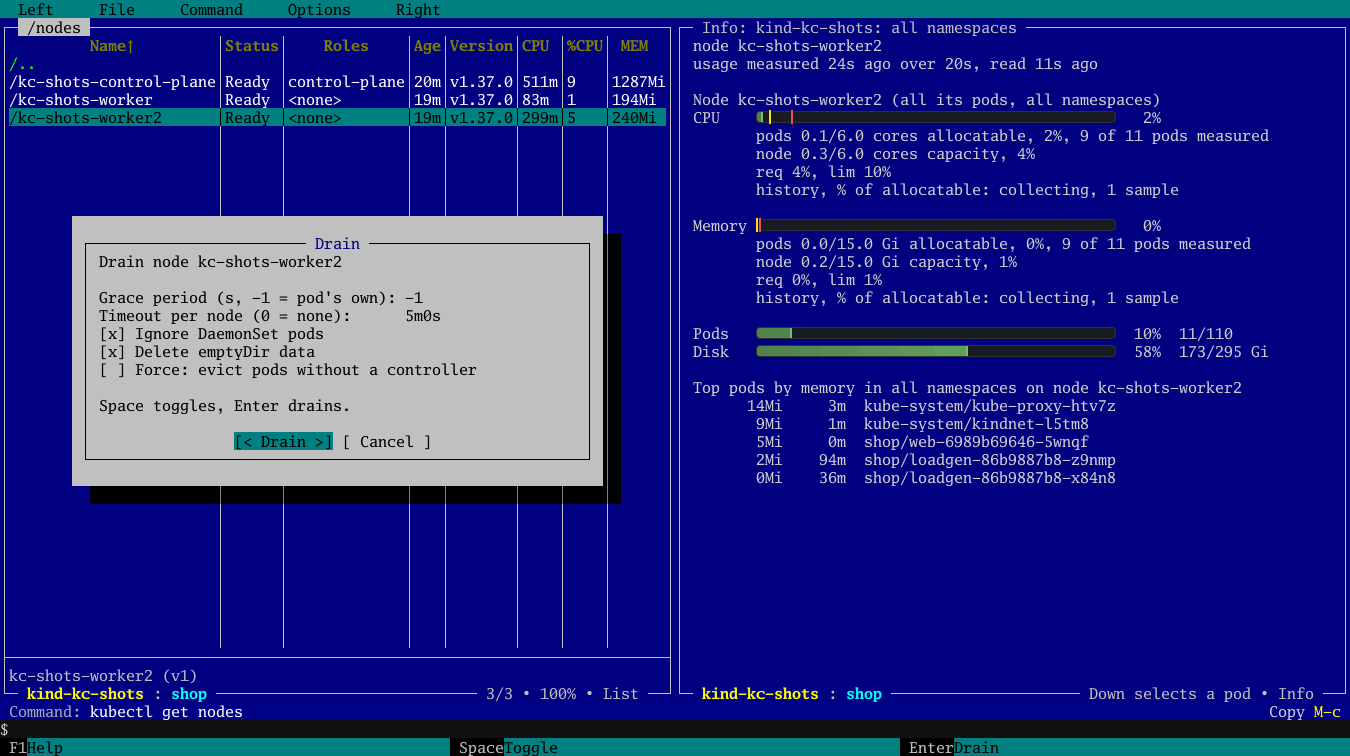 Left File Command Options Right
/nodes
Name↑ Status Roles Age Version CPU %CPU MEM
/..
/kc-shots-control-plane Ready control-plane 20m v1.37.0 511m 9 1287Mi
/kc-shots-worker Ready <none> 19m v1.37.0 83m 1 194Mi
/kc-shots-worker2 Ready <none> 19m v1.37.0 299m 5 240Mi
Drain
Drain node kc-shots-worker2
Grace period (s, -1 = pod's own): -1
Timeout per node (0 = none): 5m0s
[x] Ignore DaemonSet pods
[x] Delete emptyDir data
[ ] Force: evict pods without a controller
Space toggles, Enter drains.
[< Drain >] [ Cancel ]
kc-shots-worker2 (v1)
kind-kc-shots : shop 3/3 • 100% • List
Info: kind-kc-shots: all namespaces
node kc-shots-worker2
usage measured 24s ago over 20s, read 11s ago
Node kc-shots-worker2 (all its pods, all namespaces)
CPU 2%
pods 0.1/6.0 cores allocatable, 2%, 9 of 11 pods measured
node 0.3/6.0 cores capacity, 4%
req 4%, lim 10%
history, % of allocatable: collecting, 1 sample
Memory 0%
pods 0.0/15.0 Gi allocatable, 0%, 9 of 11 pods measured
node 0.2/15.0 Gi capacity, 1%
req 0%, lim 1%
history, % of allocatable: collecting, 1 sample
Pods 10% 11/110
Disk 58% 173/295 Gi
Top pods by memory in all namespaces on node kc-shots-worker2
14Mi 3m kube-system/kube-proxy-htv7z
9Mi 1m kube-system/kindnet-l5tm8
5Mi 0m shop/web-6989b69646-5wnqf
2Mi 94m shop/loadgen-86b9887b8-z9nmp
0Mi 36m shop/loadgen-86b9887b8-x84n8
kind-kc-shots : shop Down selects a pod • Info
Command: kubectl get nodes Copy M-c
$
F1Help SpaceToggle EnterDrain